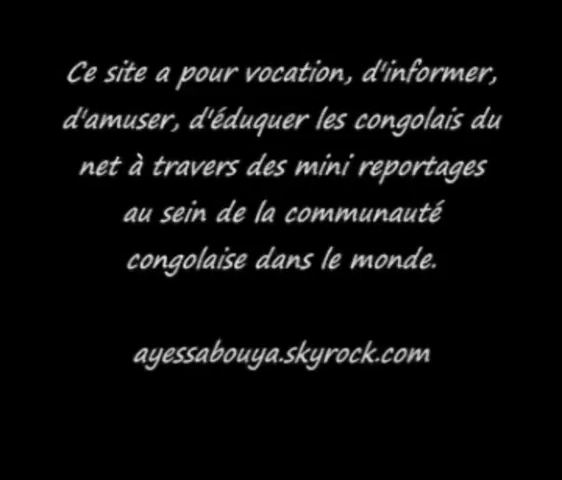 Ce site a pour vocation, d'informer,
d'amuser, d'éduquer les congolais du
net à travers des mini reportages
au sein de la communauté
congolaise dans le monde.
ayessabouya.skyrock.com